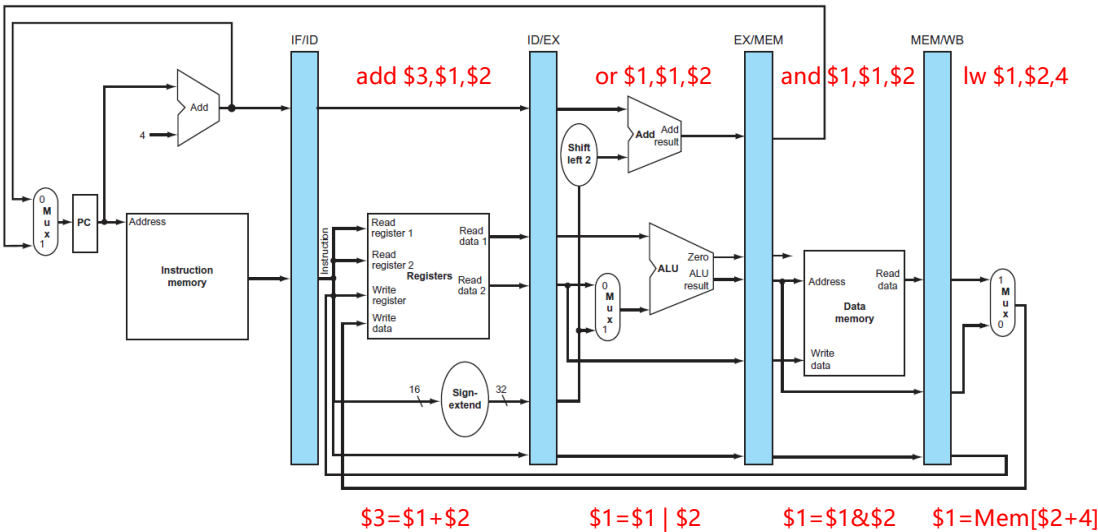 IF/ID
ID/EX
EX/MEM
MEM/WB
add $3,$1,$2
or $1,$1,$2
and $1,$1,$2
lw $1,$2,4
Add
4
Add Add
result
Shift
left 2
0
M
u
x
1
PC
Address
Instruction
memory
Instruction
Read
register 1
Read
register 2
Write
register
Write
data
Registers
Read
data 1
Read
data 2
16
Sign-
extend
32
0
M
u
x
1
Zero
ALU
ALU
result
Address
Read
data
Data
memory
Write
data
1
M
u
x
0
$3=$1+$2
$1=$1 | $2
$1=$1&$2
$1=Mem[$2+4]